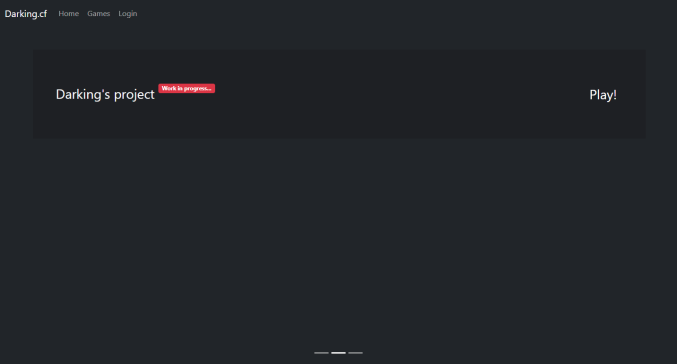 Darking.cf Home Games Login
Darking's project Work in progress... Play!